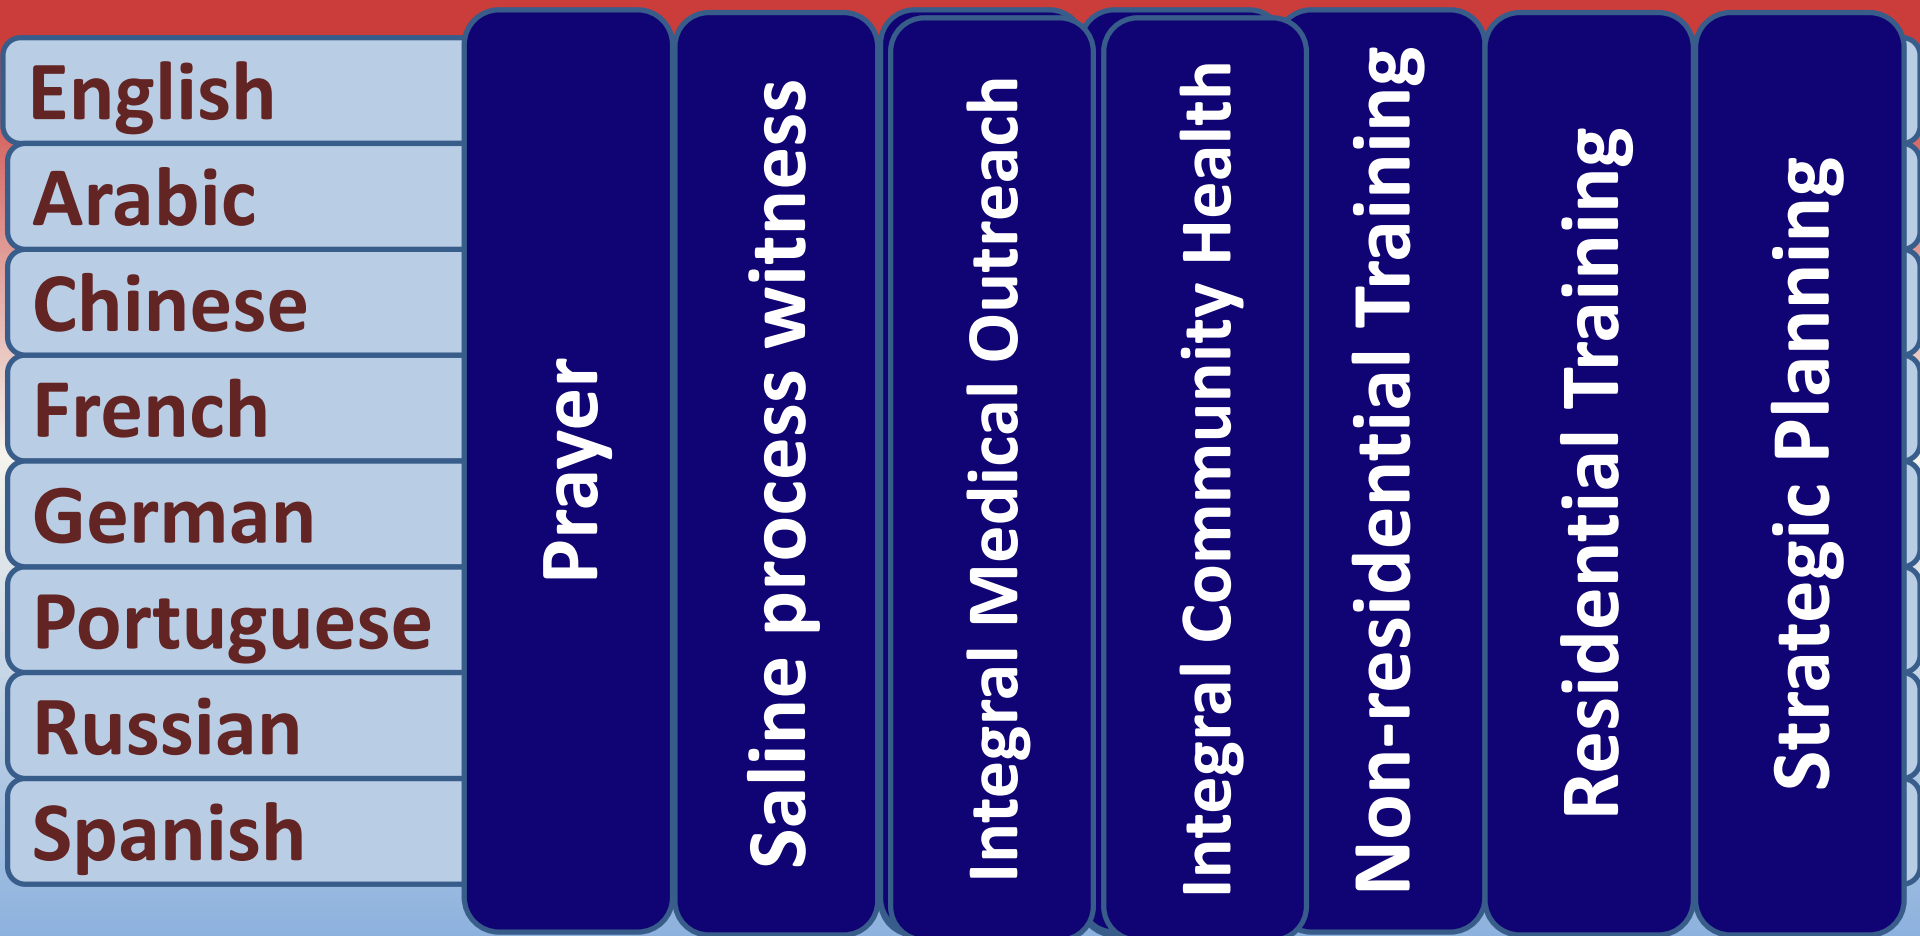 English
Arabic
Chinese
French
German
Portuguese
Russian
Spanish
Prayer
Saline process witness
Integral Medical Outreach
Integral Community Health
Non-residential Training
Residential Training
Strategic Planning